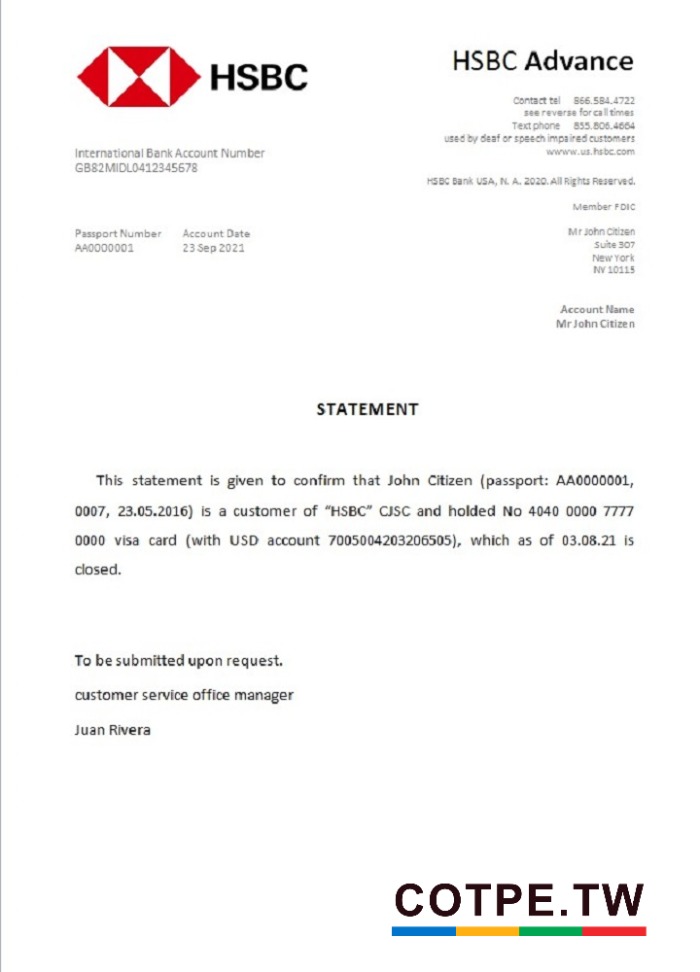 HSBC
HSBC Advance
Contact tel 866.584.4722
see reverse for call times
Text phone 855.806.4664
used by deaf or speech impaired customers
wwww.us.hsbc.com
International Bank Account Number
GB82MIDL0412345678
HSBC Bank USA, N. A. 2020. All Rights Reserved.
Member FDIC
Passport Number Account Date
AA0000001 23 Sep 2021
Mr John Citizen
Suite 307
New York
NY 10115
Account Name
Mr John Citizen
STATEMENT
This statement is given to confirm that John Citizen (passport: AA0000001,
0007, 23.05.2016) is a customer of “HSBC” CJSC and holded No 4040 0000 7777
0000 visa card (with USD account 7005004203206505), which as of 03.08.21 is
closed.
To be submitted upon request.
customer service office manager
Juan Rivera
COTPE.TW